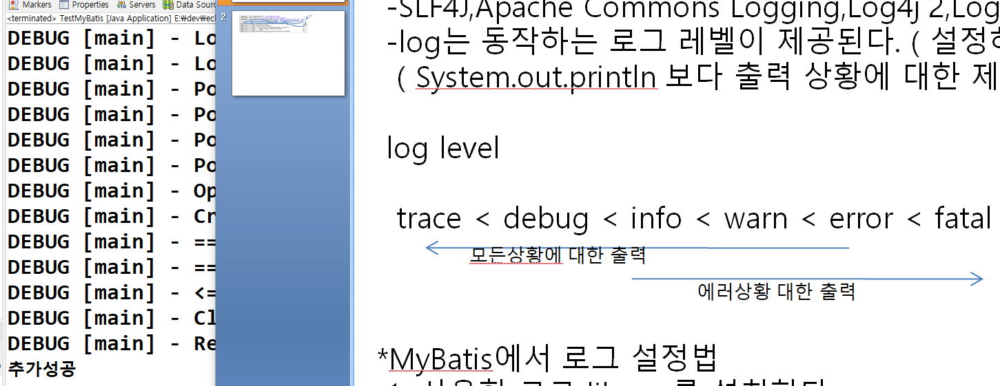 Markers Properties Servers Data Sour
<terminated> TestMyBatis [Java Application] E:\dev\ecl
DEBUG [main] - Lo
DEBUG [main] - Lo
DEBUG [main] - Po
DEBUG [main] - Po
DEBUG [main] - Po
DEBUG [main] - Po
DEBUG [main] - Op
DEBUG [main] - Cr
DEBUG [main] - ==
DEBUG [main] - ==
DEBUG [main] - <=
DEBUG [main] - Cl
DEBUG [main] - Re
추가성공
2
-SLF4J,Apache Commons Logging,Log4j 2,Log
-log는 동작하는 로그 레벨이 제공된다. ( 설정하
( System.out.println 보다 출력 상황에 대한 제
log level
trace < debug < info < warn < error < fatal
모든상황에 대한 출력
에러상황 대한 출력
*MyBatis에서 로그 설정법